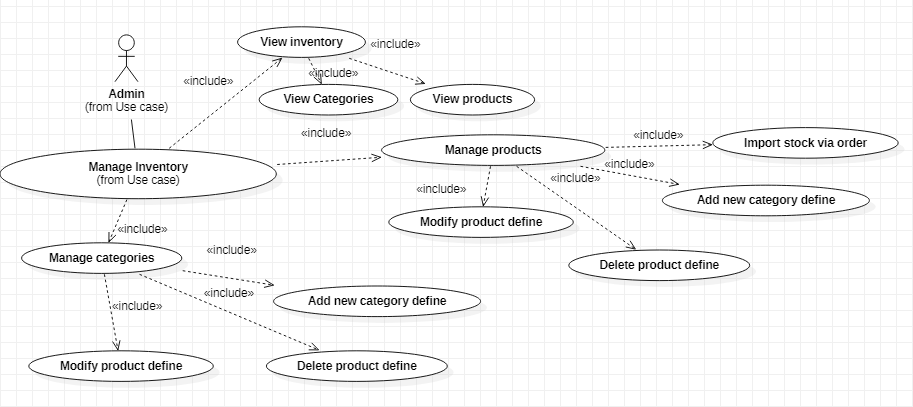 View inventory
«include»
«include»
«include»
Admin
(from Use case)
View Categories
View products
«include»
«include»
Manage products
Import stock via order
Manage Inventory
(from Use case)
«include»
«include»
«include»
Add new category define
Modify product define
«include»
«include»
Manage categories
Delete product define
«include»
«include»
Add new category define
Modify product define
Delete product define